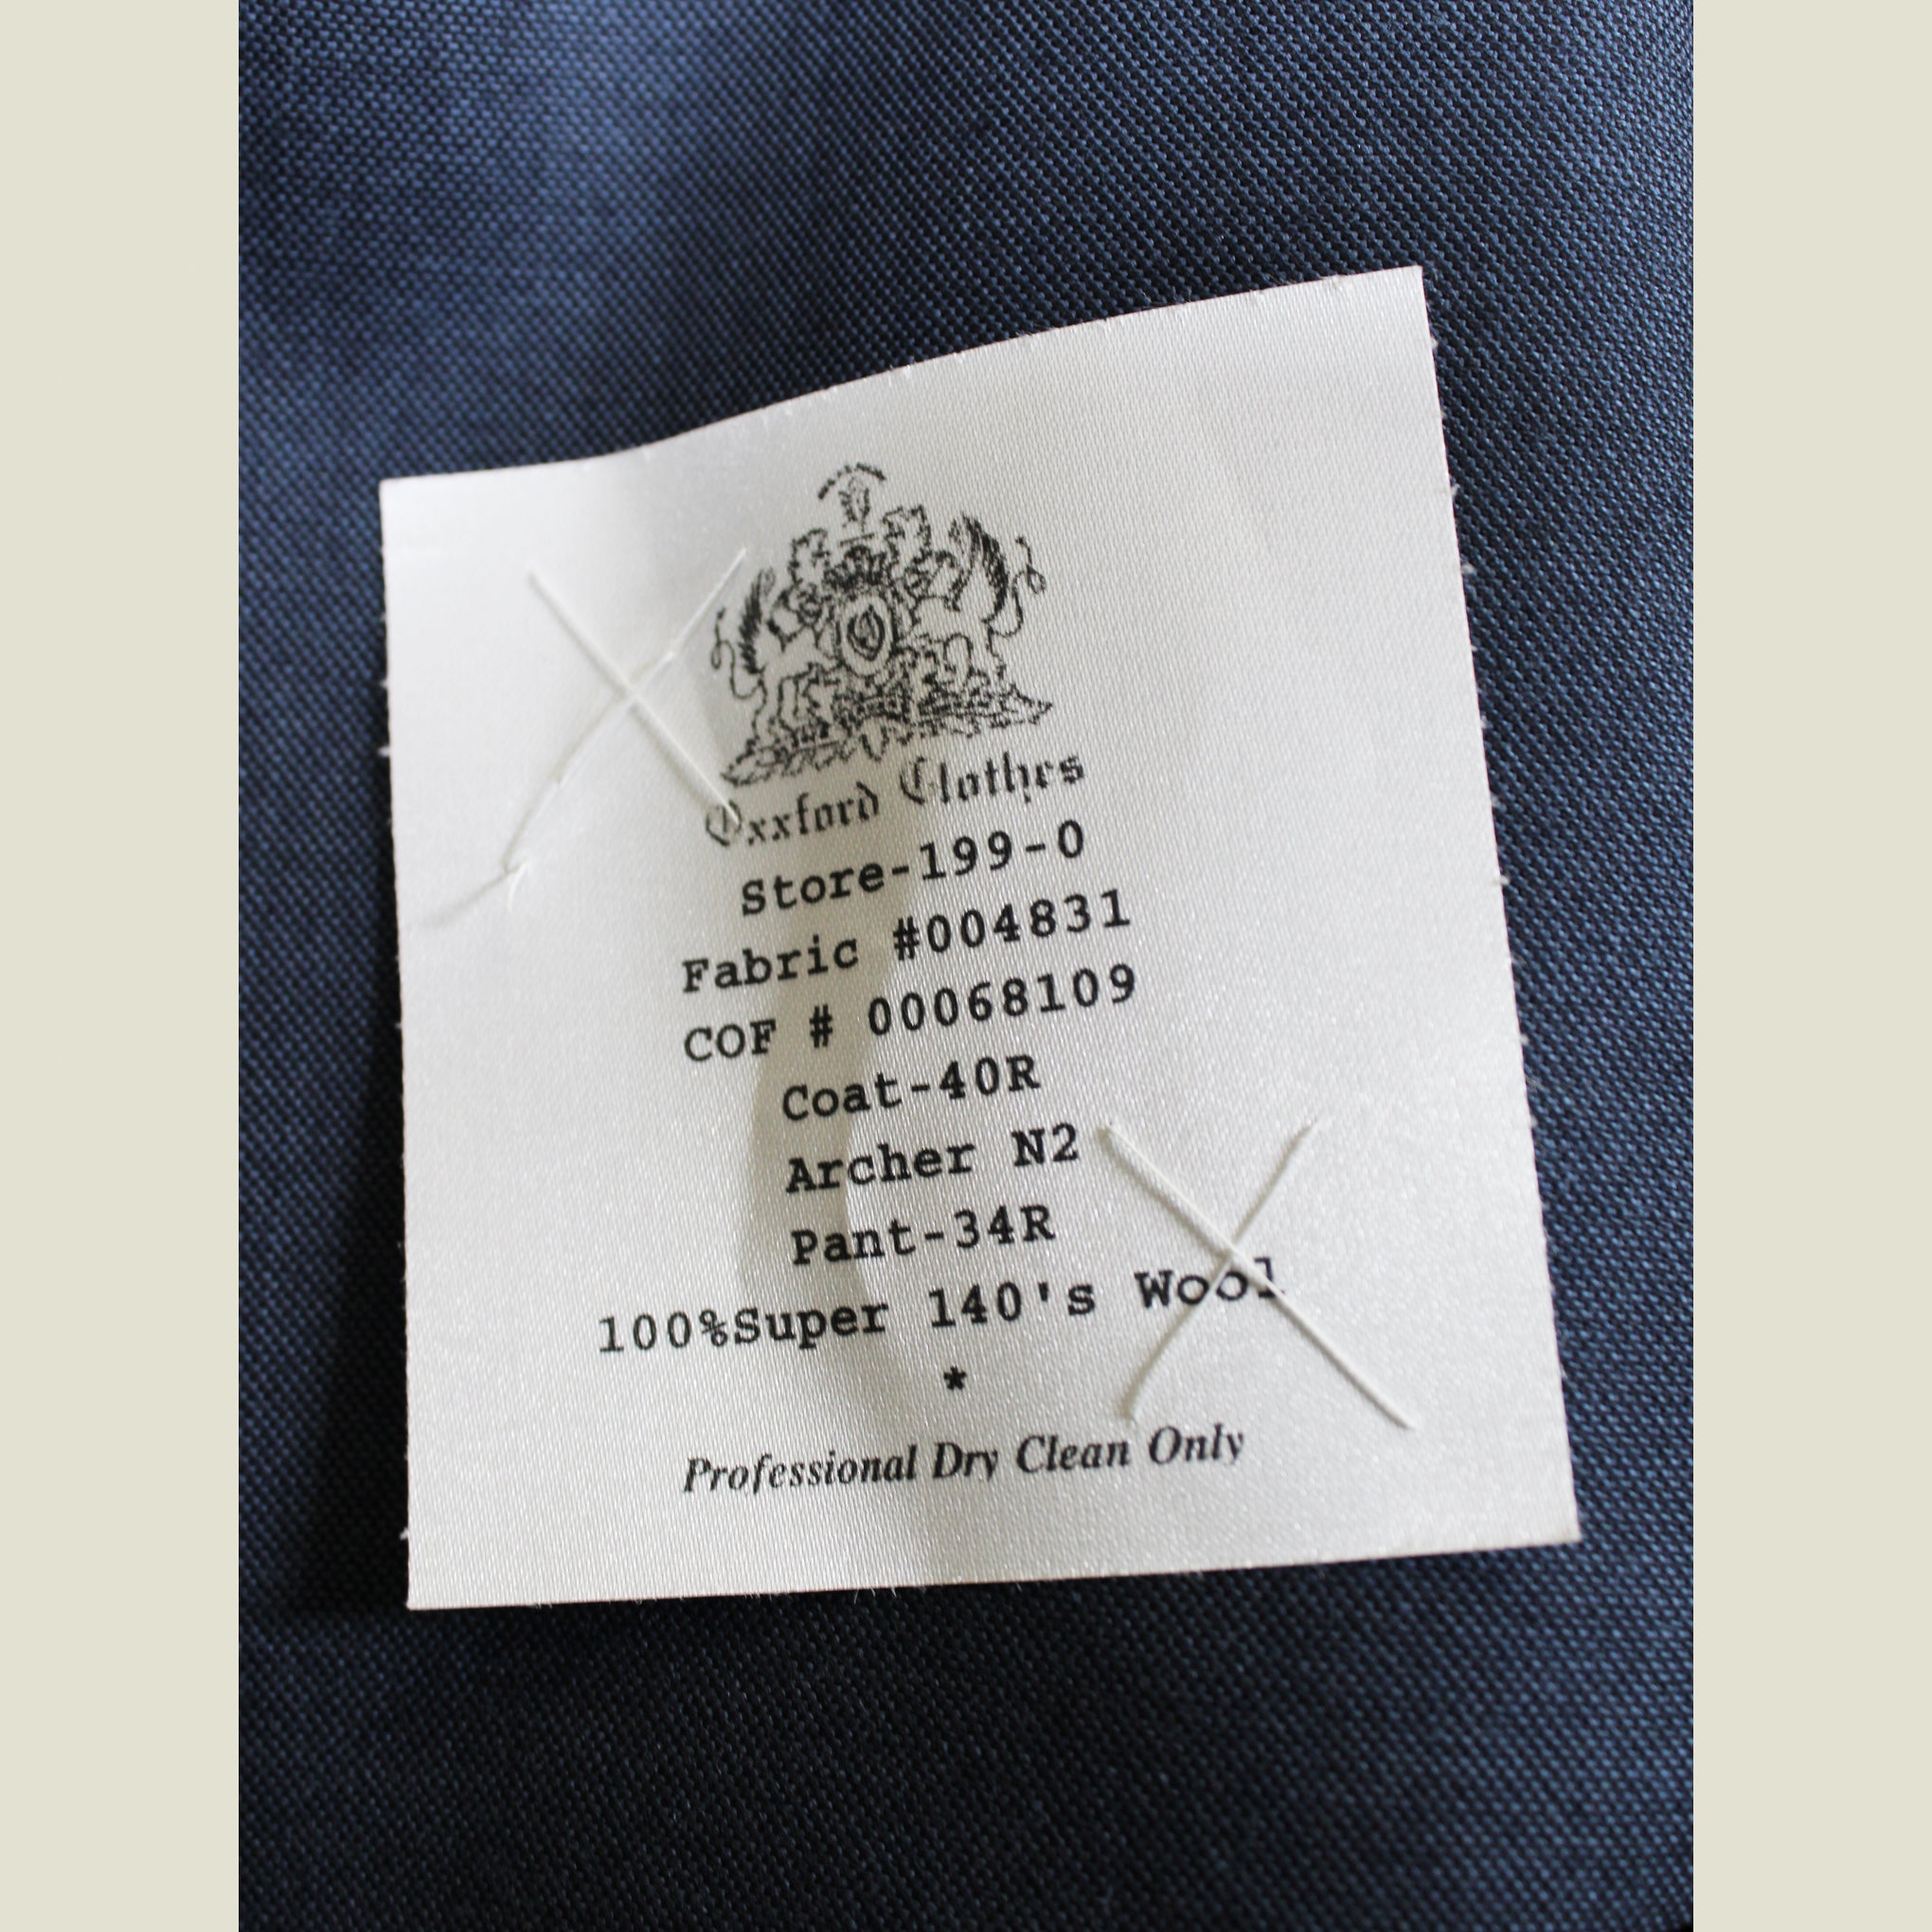 Oxxford Clothes
Store-199-0
Fabric #004831
COF # 00068109
Coat-40R
Archer N2
Pant-34R
100%Super 140's Wool
*
Professional Dry Clean Only